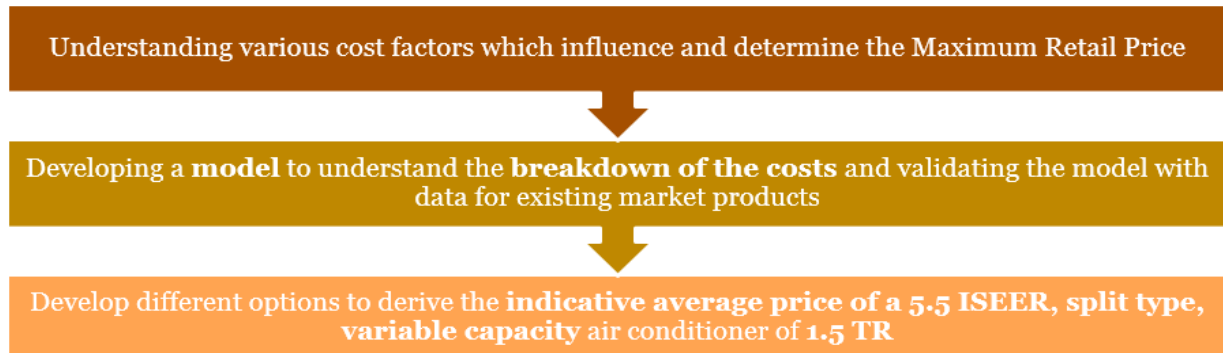 Understanding various cost factors which influence and determine the Maximum Retail Price
Developing a model to understand the breakdown of the costs and validating the model with
data for existing market products
Develop different options to derive the indicative average price of a 5.5 ISEER, split type,
variable capacity air conditioner of 1.5 TR